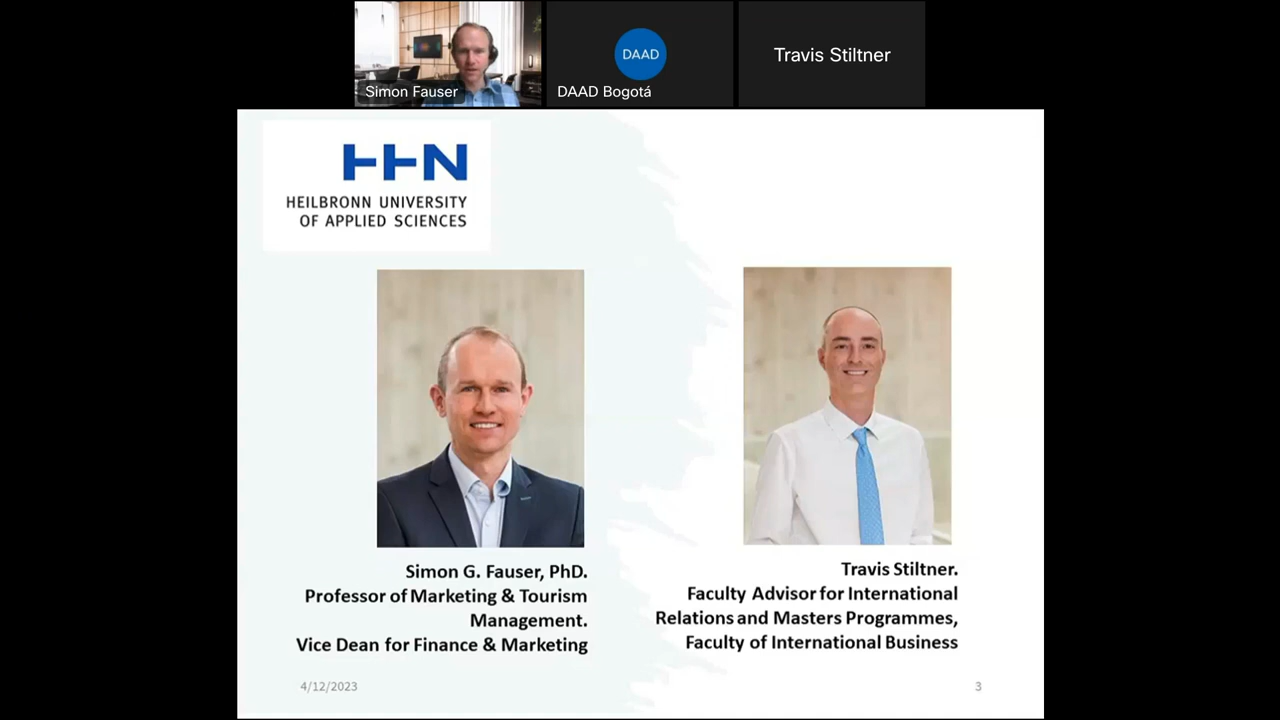 Simon Fauser
DAAD
DAAD Bogotá
Travis Stiltner
HHN
HEILBRONN UNIVERSITY
OF APPLIED SCIENCES
Simon G. Fauser, PhD.
Professor of Marketing & Tourism
Management.
Vice Dean for Finance & Marketing
Travis Stiltner.
Faculty Advisor for International
Relations and Masters Programmes,
Faculty of International Business
4/12/2023
3